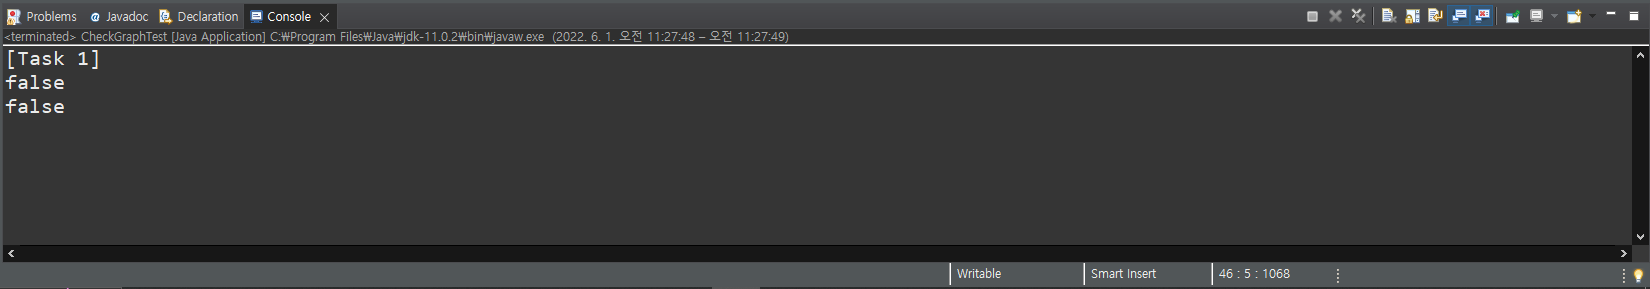 Problems @ Javadoc Declaration Console
<terminated> CheckGraphTest [Java Application] C:₩Program Files₩Java₩jdk-11.0.2₩bin₩javaw.exe (2022. 6. 1. 오전 11:27:48 – 오전 11:27:49)
[Task 1]
false
false
Writable Smart Insert 46 : 5 : 1068